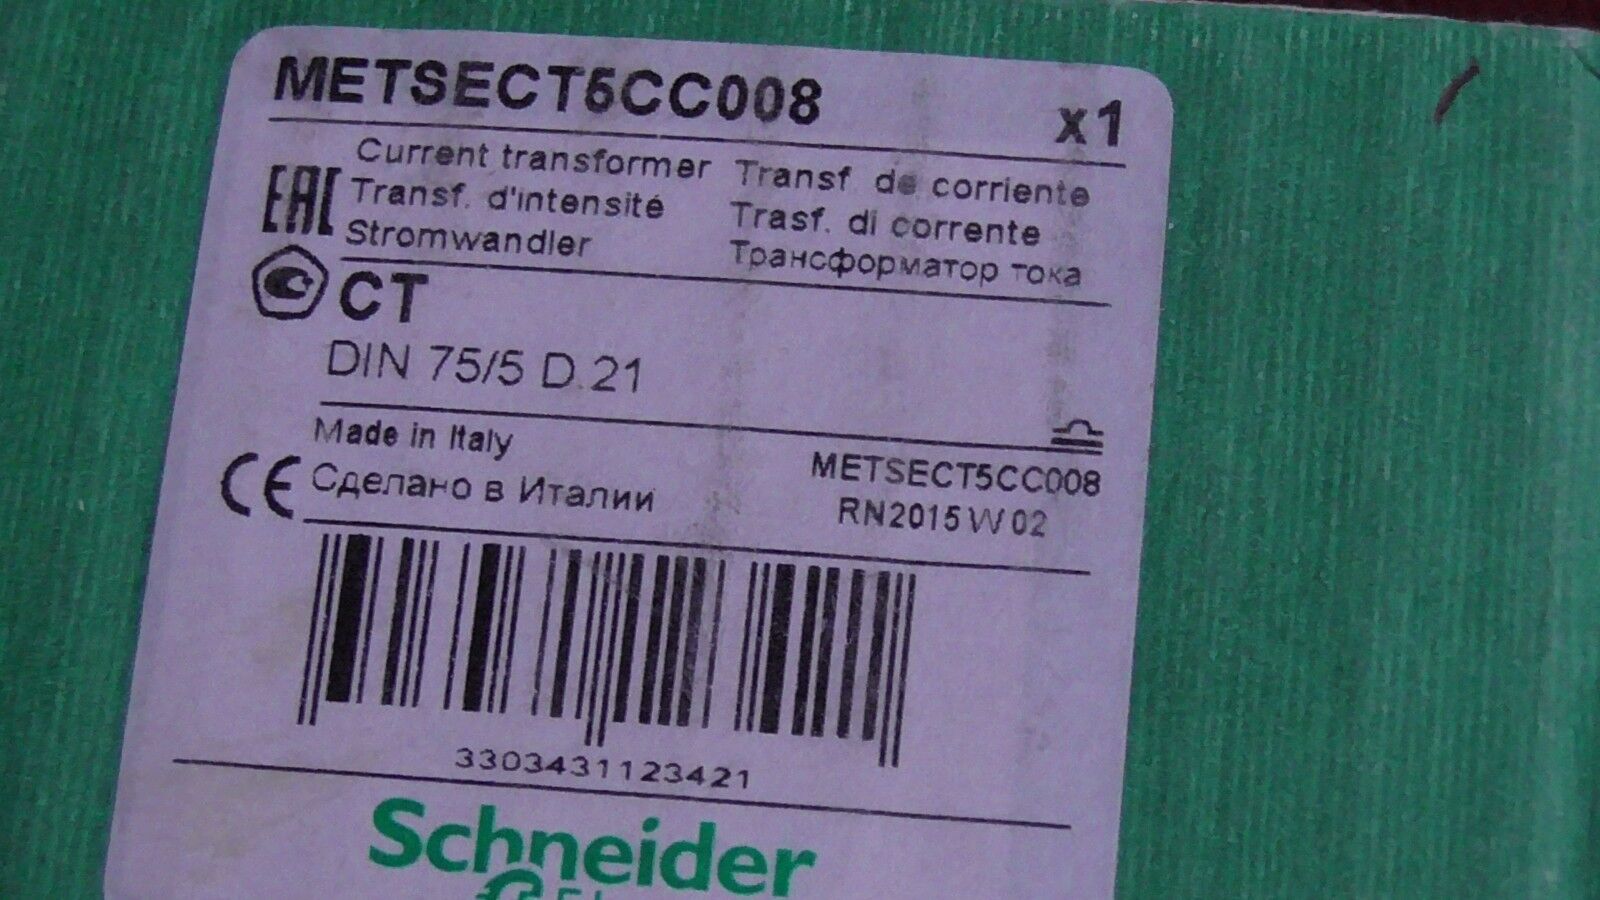 METSECT5CC008 x1
Current transformer Transf. de corriente
EAC Transf. d'intensité Trasf. di corrente
Stromwandler Трансформатор тока
CT
DIN 75/5 D.21
Made in Italy
CE Сделано в Италии METSECT5CC008
RN2015 W 02
3303431123421
Schneider